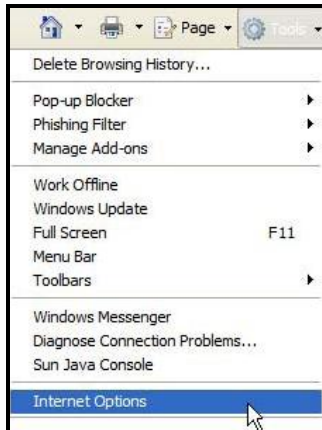 Page Tools
Delete Browsing History...
Pop-up Blocker
Phishing Filter
Manage Add-ons
Work Offline
Windows Update
Full Screen F11
Menu Bar
Toolbars
Windows Messenger
Diagnose Connection Problems...
Sun Java Console
Internet Options